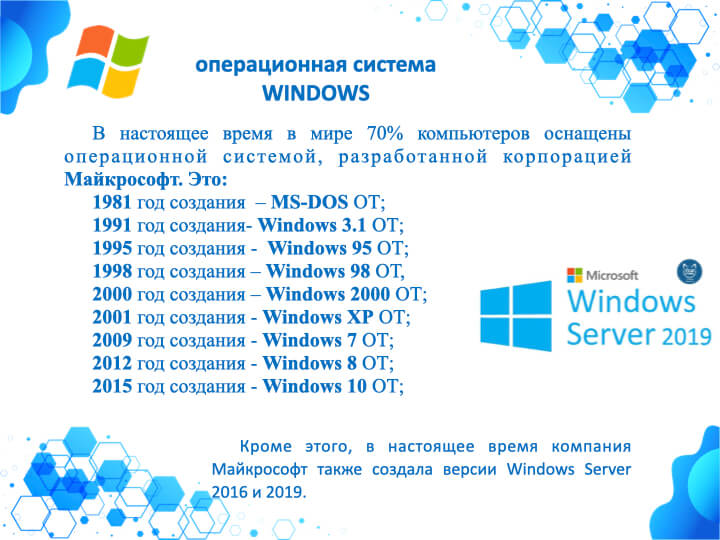 операционная система
WINDOWS
В настоящее время в мире 70% компьютеров оснащены
операционной системой, разработанной корпорацией
Майкрософт. Это:
1981 год создания – MS-DOS ОТ;
1991 год создания- Windows 3.1 ОТ;
1995 год создания - Windows 95 ОТ;
1998 год создания – Windows 98 ОТ,
2000 год создания – Windows 2000 ОТ;
2001 год создания - Windows XP ОТ;
2009 год создания - Windows 7 ОТ;
2012 год создания - Windows 8 ОТ;
2015 год создания - Windows 10 ОТ;
Microsoft
Windows
Server 2019
Кроме этого, в настоящее время компания
Майкрософт также создала версии Windows Server
2016 и 2019.